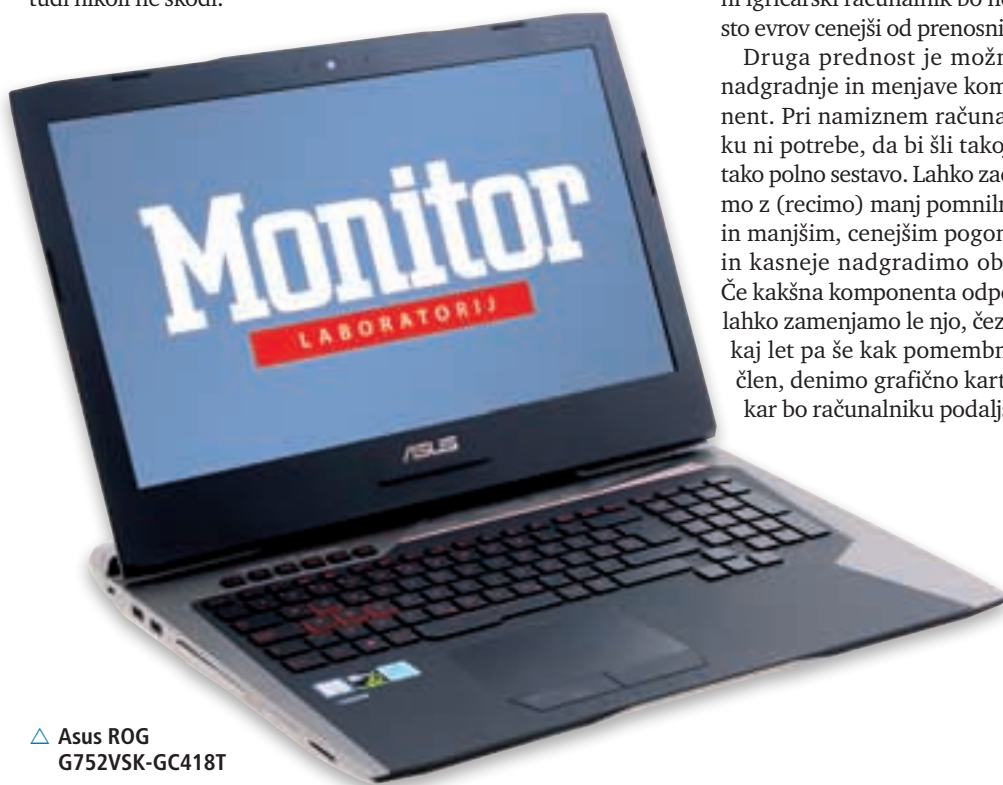 tudi nikoli ne škodi.
Monitor
LABORATORIJ
ASUS
△ Asus ROG
G752VSK-GC418T
ni igričarski računalnik bo ne
sto evrov cenejši od prenosni
Druga prednost je možn
nadgradnje in menjave kom
nent. Pri namiznem računa
ku ni potrebe, da bi šli takoj
tako polno sestavo. Lahko zač
mo z (recimo) manj pomniln
in manjšim, cenejšim pogon
in kasneje nadgradimo ob
Če kakšna komponenta odpo
lahko zamenjamo le njo, čez
kaj let pa še kak pomembn
člen, denimo grafično kart
kar bo računalniku podaljš